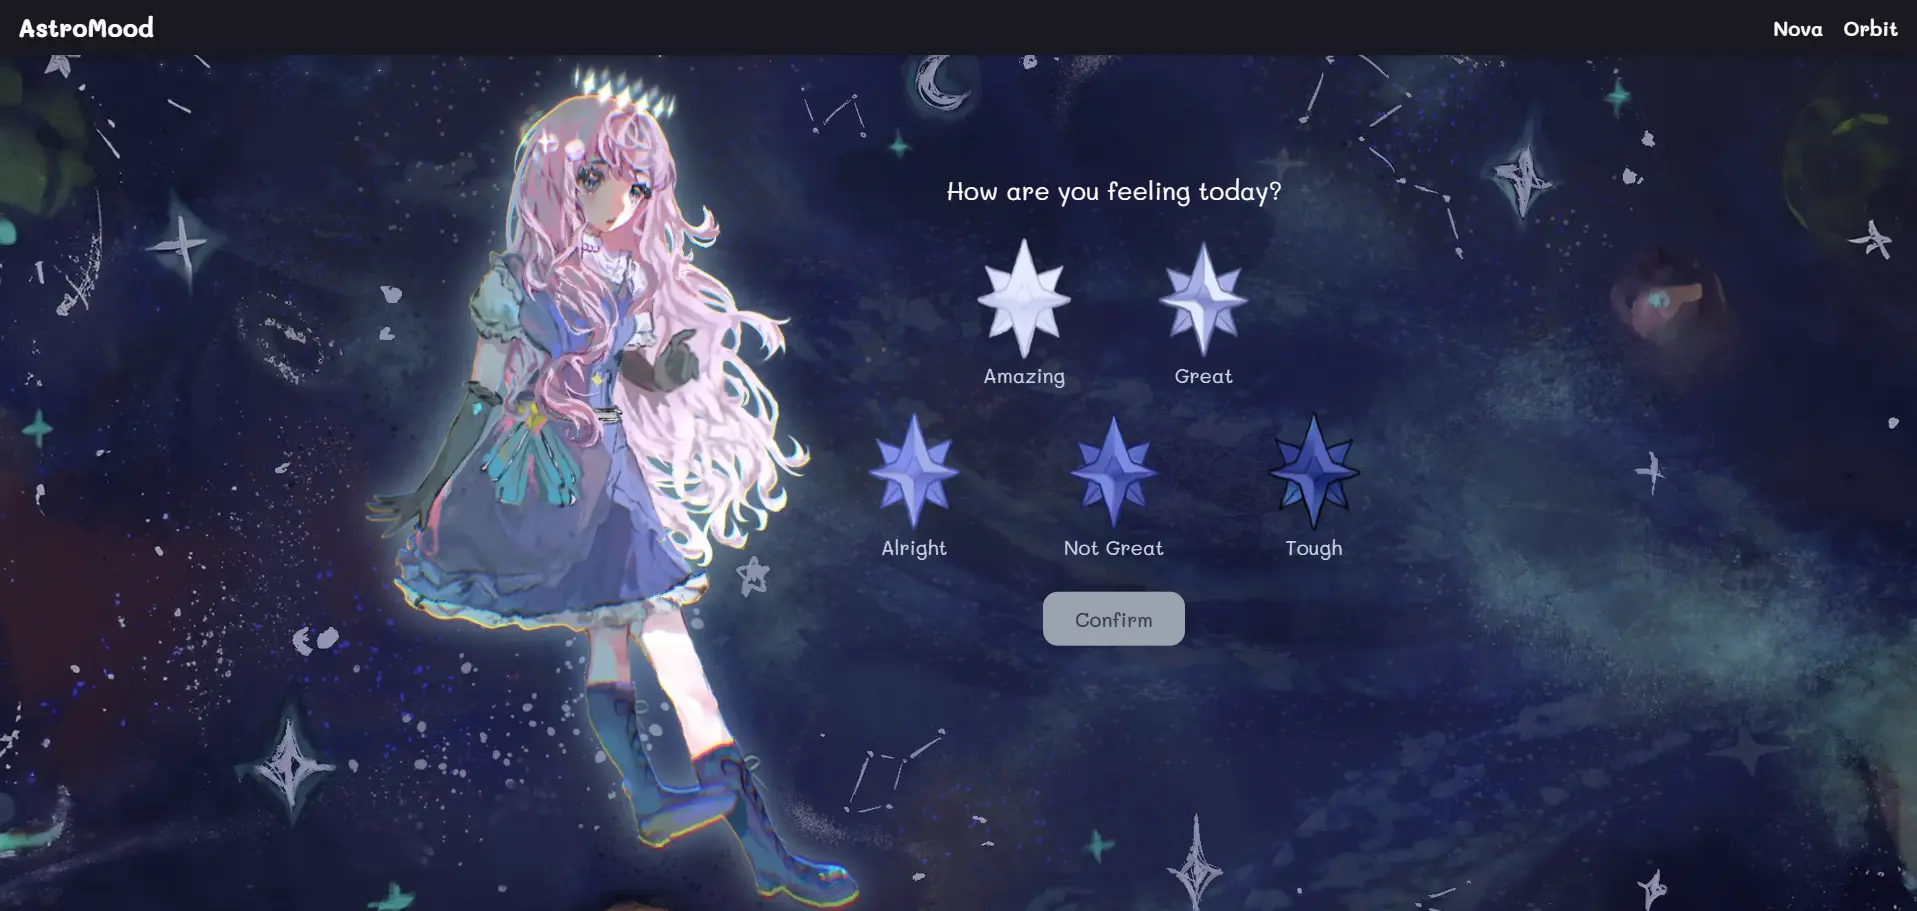 AstroMood
Nova Orbit
How are you feeling today?
Amazing Great
Alright Not Great Tough
Confirm